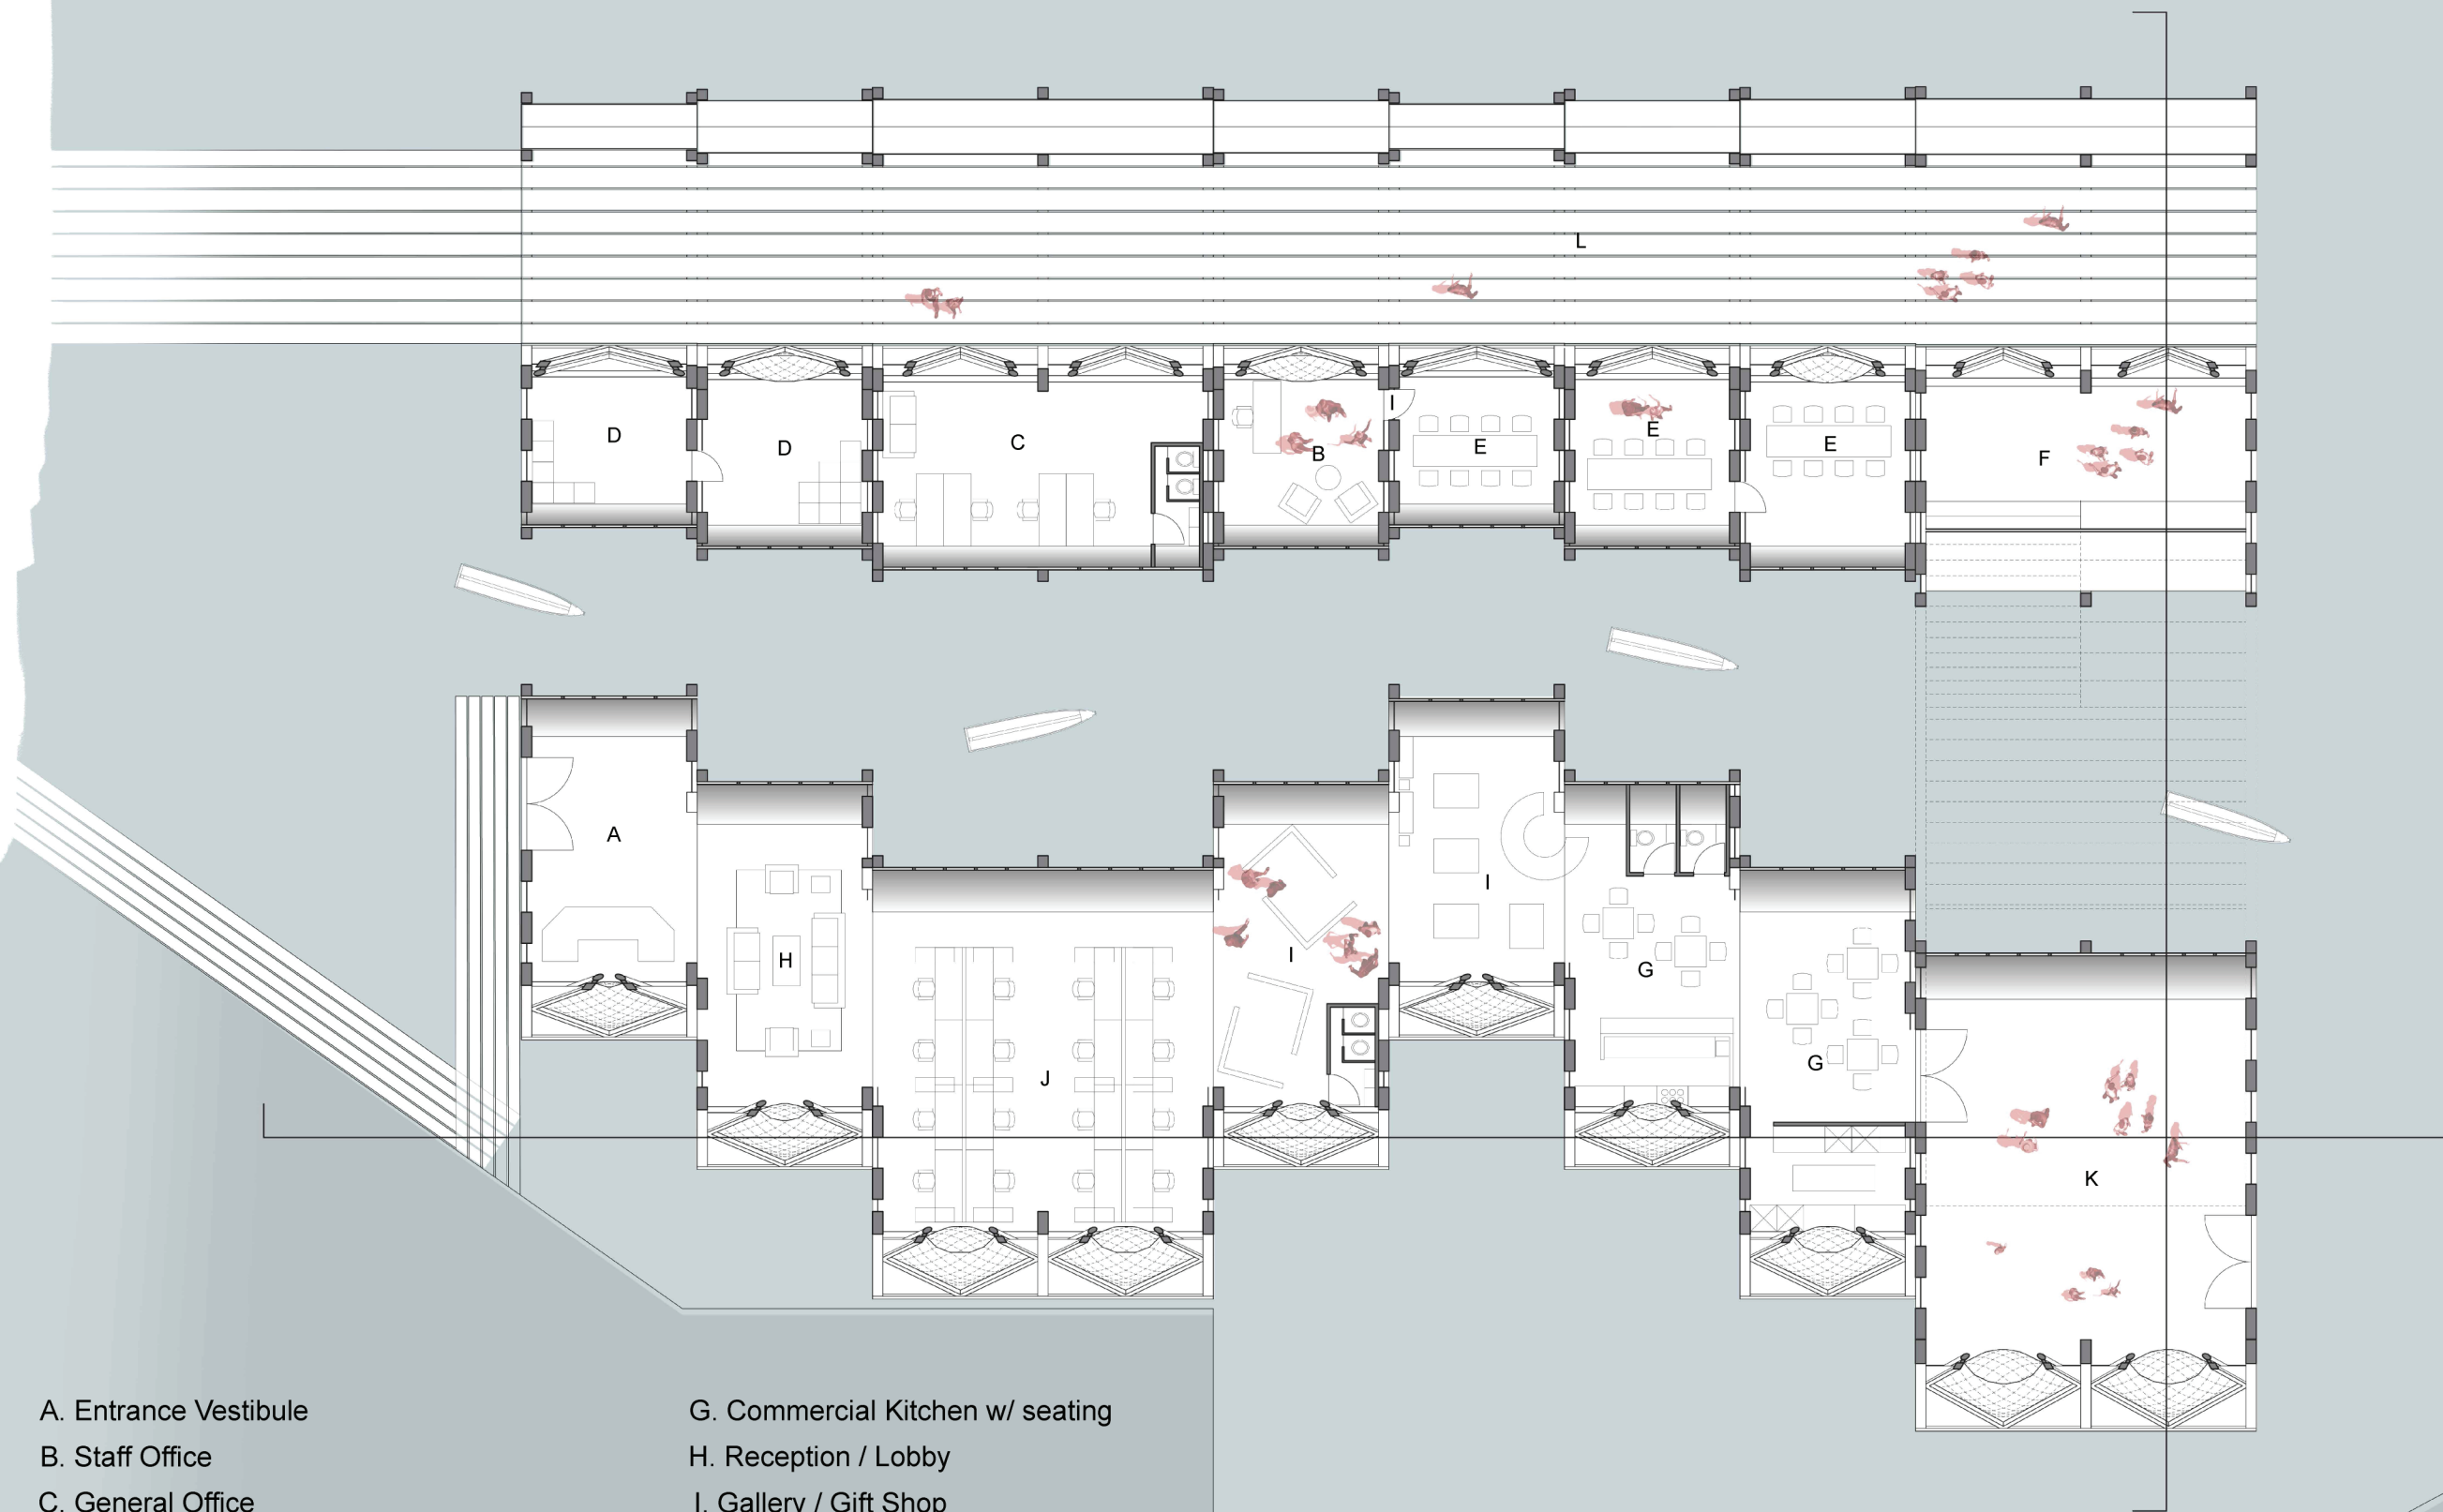 L
I
D
D
C
B
E
E
E
F
A
I
H
I
G
J
G
K
A. Entrance Vestibule
B. Staff Office
C. General Office
G. Commercial Kitchen w/ seating
H. Reception / Lobby
I. Gallery / Gift Shop